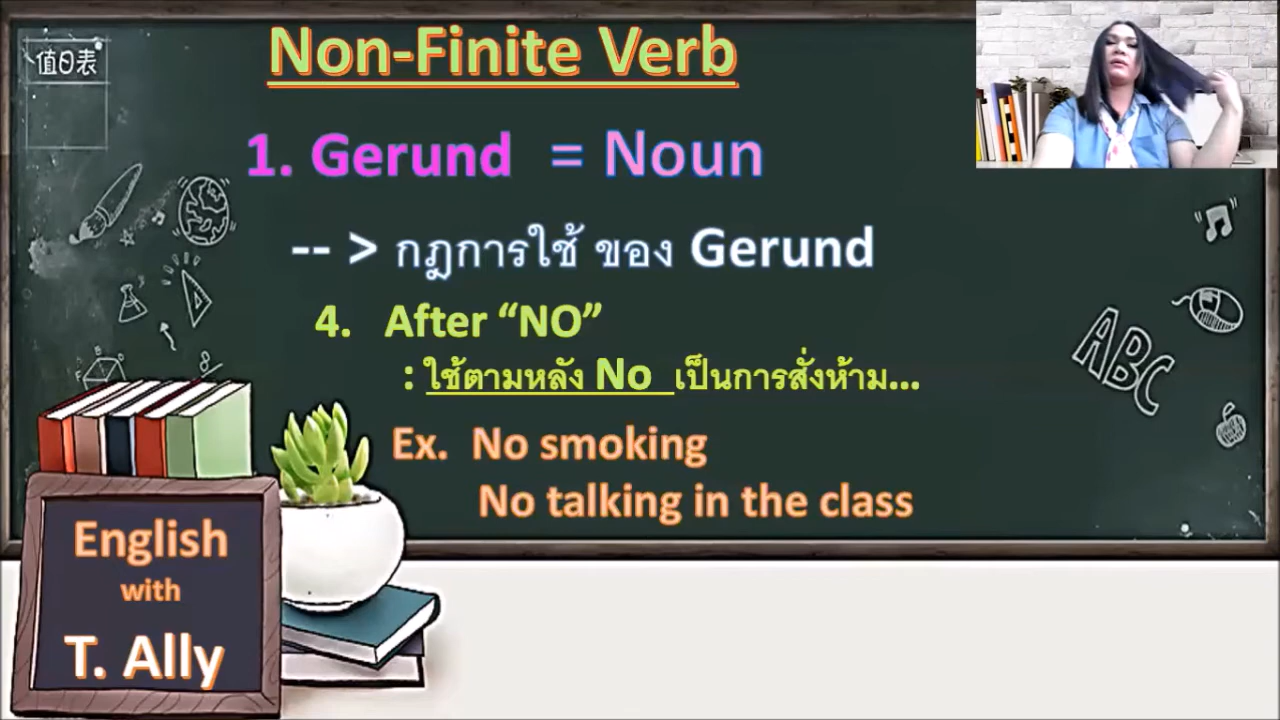 Non-Finite Verb
值日表
1. Gerund = Noun
-- > กฎการใช้ ของ Gerund
4. After “NO”
: ใช้ตามหลัง No เป็นการสั่งห้าม...
Ex. No smoking
No talking in the class
ABC
English
with
T. Ally